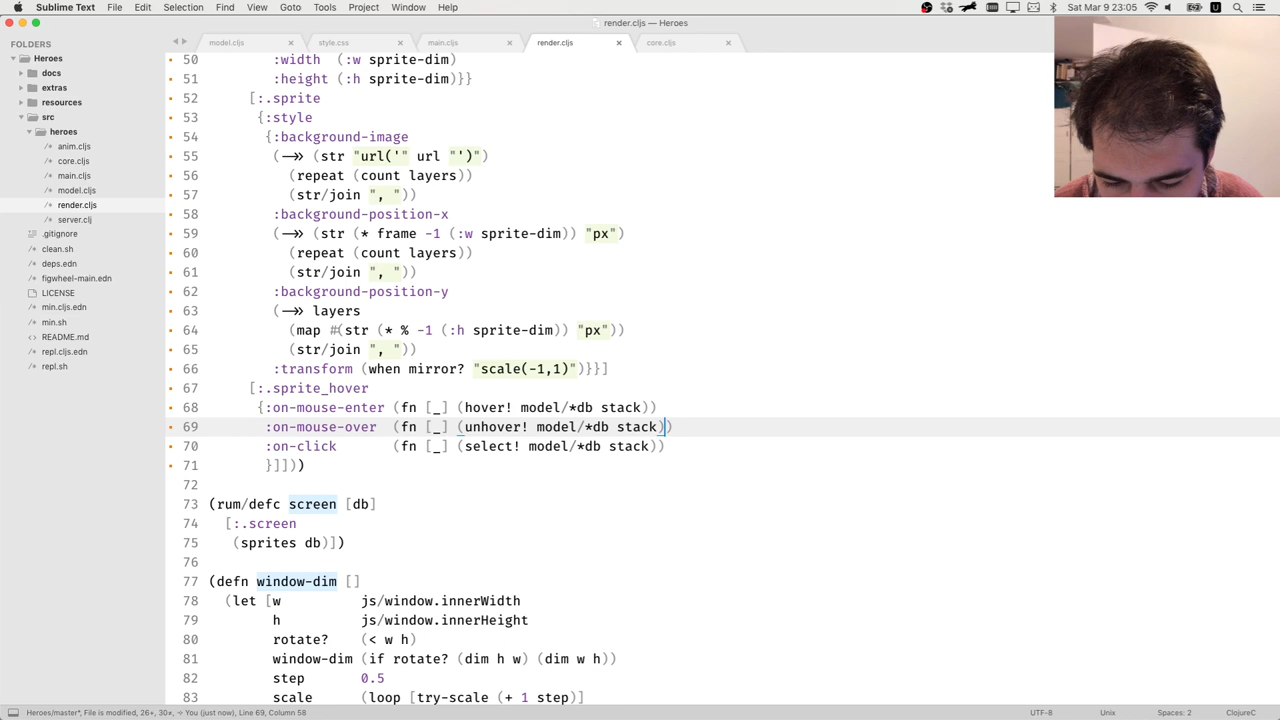 Sublime Text File Edit Selection Find View Goto Tools Project Window Help Sat Mar 9 23:05
render.cljs — Heroes
FOLDERS
Heroes
docs
extras
resources
src
heroes
/* anim.cljs
/* core.cljs
/* main.cljs
/* model.cljs
/* render.cljs
/* server.clj
.gitignore
/* clean.sh
/* deps.edn
/* figwheel-main.edn
LICENSE
/* min.cljs.edn
/* min.sh
README.md
/* repl.cljs.edn
/* repl.sh
model.cljs style.css main.cljs render.cljs core.cljs
50 :width (:w sprite-dim)
51 :height (:h sprite-dim)}}
52 [:.sprite
53 {:style
54 {:background-image
55 (->> (str "url('" url "')")
56 (repeat (count layers))
57 (str/join ", "))
58 :background-position-x
59 (->> (str (* frame -1 (:w sprite-dim)) "px")
60 (repeat (count layers))
61 (str/join ", "))
62 :background-position-y
63 (->> layers
64 (map #(str (* % -1 (:h sprite-dim)) "px"))
65 (str/join ", "))
66 :transform (when mirror? "scale(-1,1)")}}]
67 [:.sprite_hover
68 {:on-mouse-enter (fn [_] (hover! model/*db stack))
69 :on-mouse-over (fn [_] (unhover! model/*db stack))
70 :on-click (fn [_] (select! model/*db stack))
71 }]]))
72
73 (rum/defc screen [db]
74 [:.screen
75 (sprites db)])
76
77 (defn window-dim []
78 (let [w js/window.innerWidth
79 h js/window.innerHeight
80 rotate? (< w h)
81 window-dim (if rotate? (dim h w) (dim w h))
82 step 0.5
83 scale (loop [try-scale (+ 1 step)]
Heroes/master*, File is modified, 26+, 30≠, You (just now), Line 69, Column 58 UTF-8 Unix Spaces: 2 ClojureC